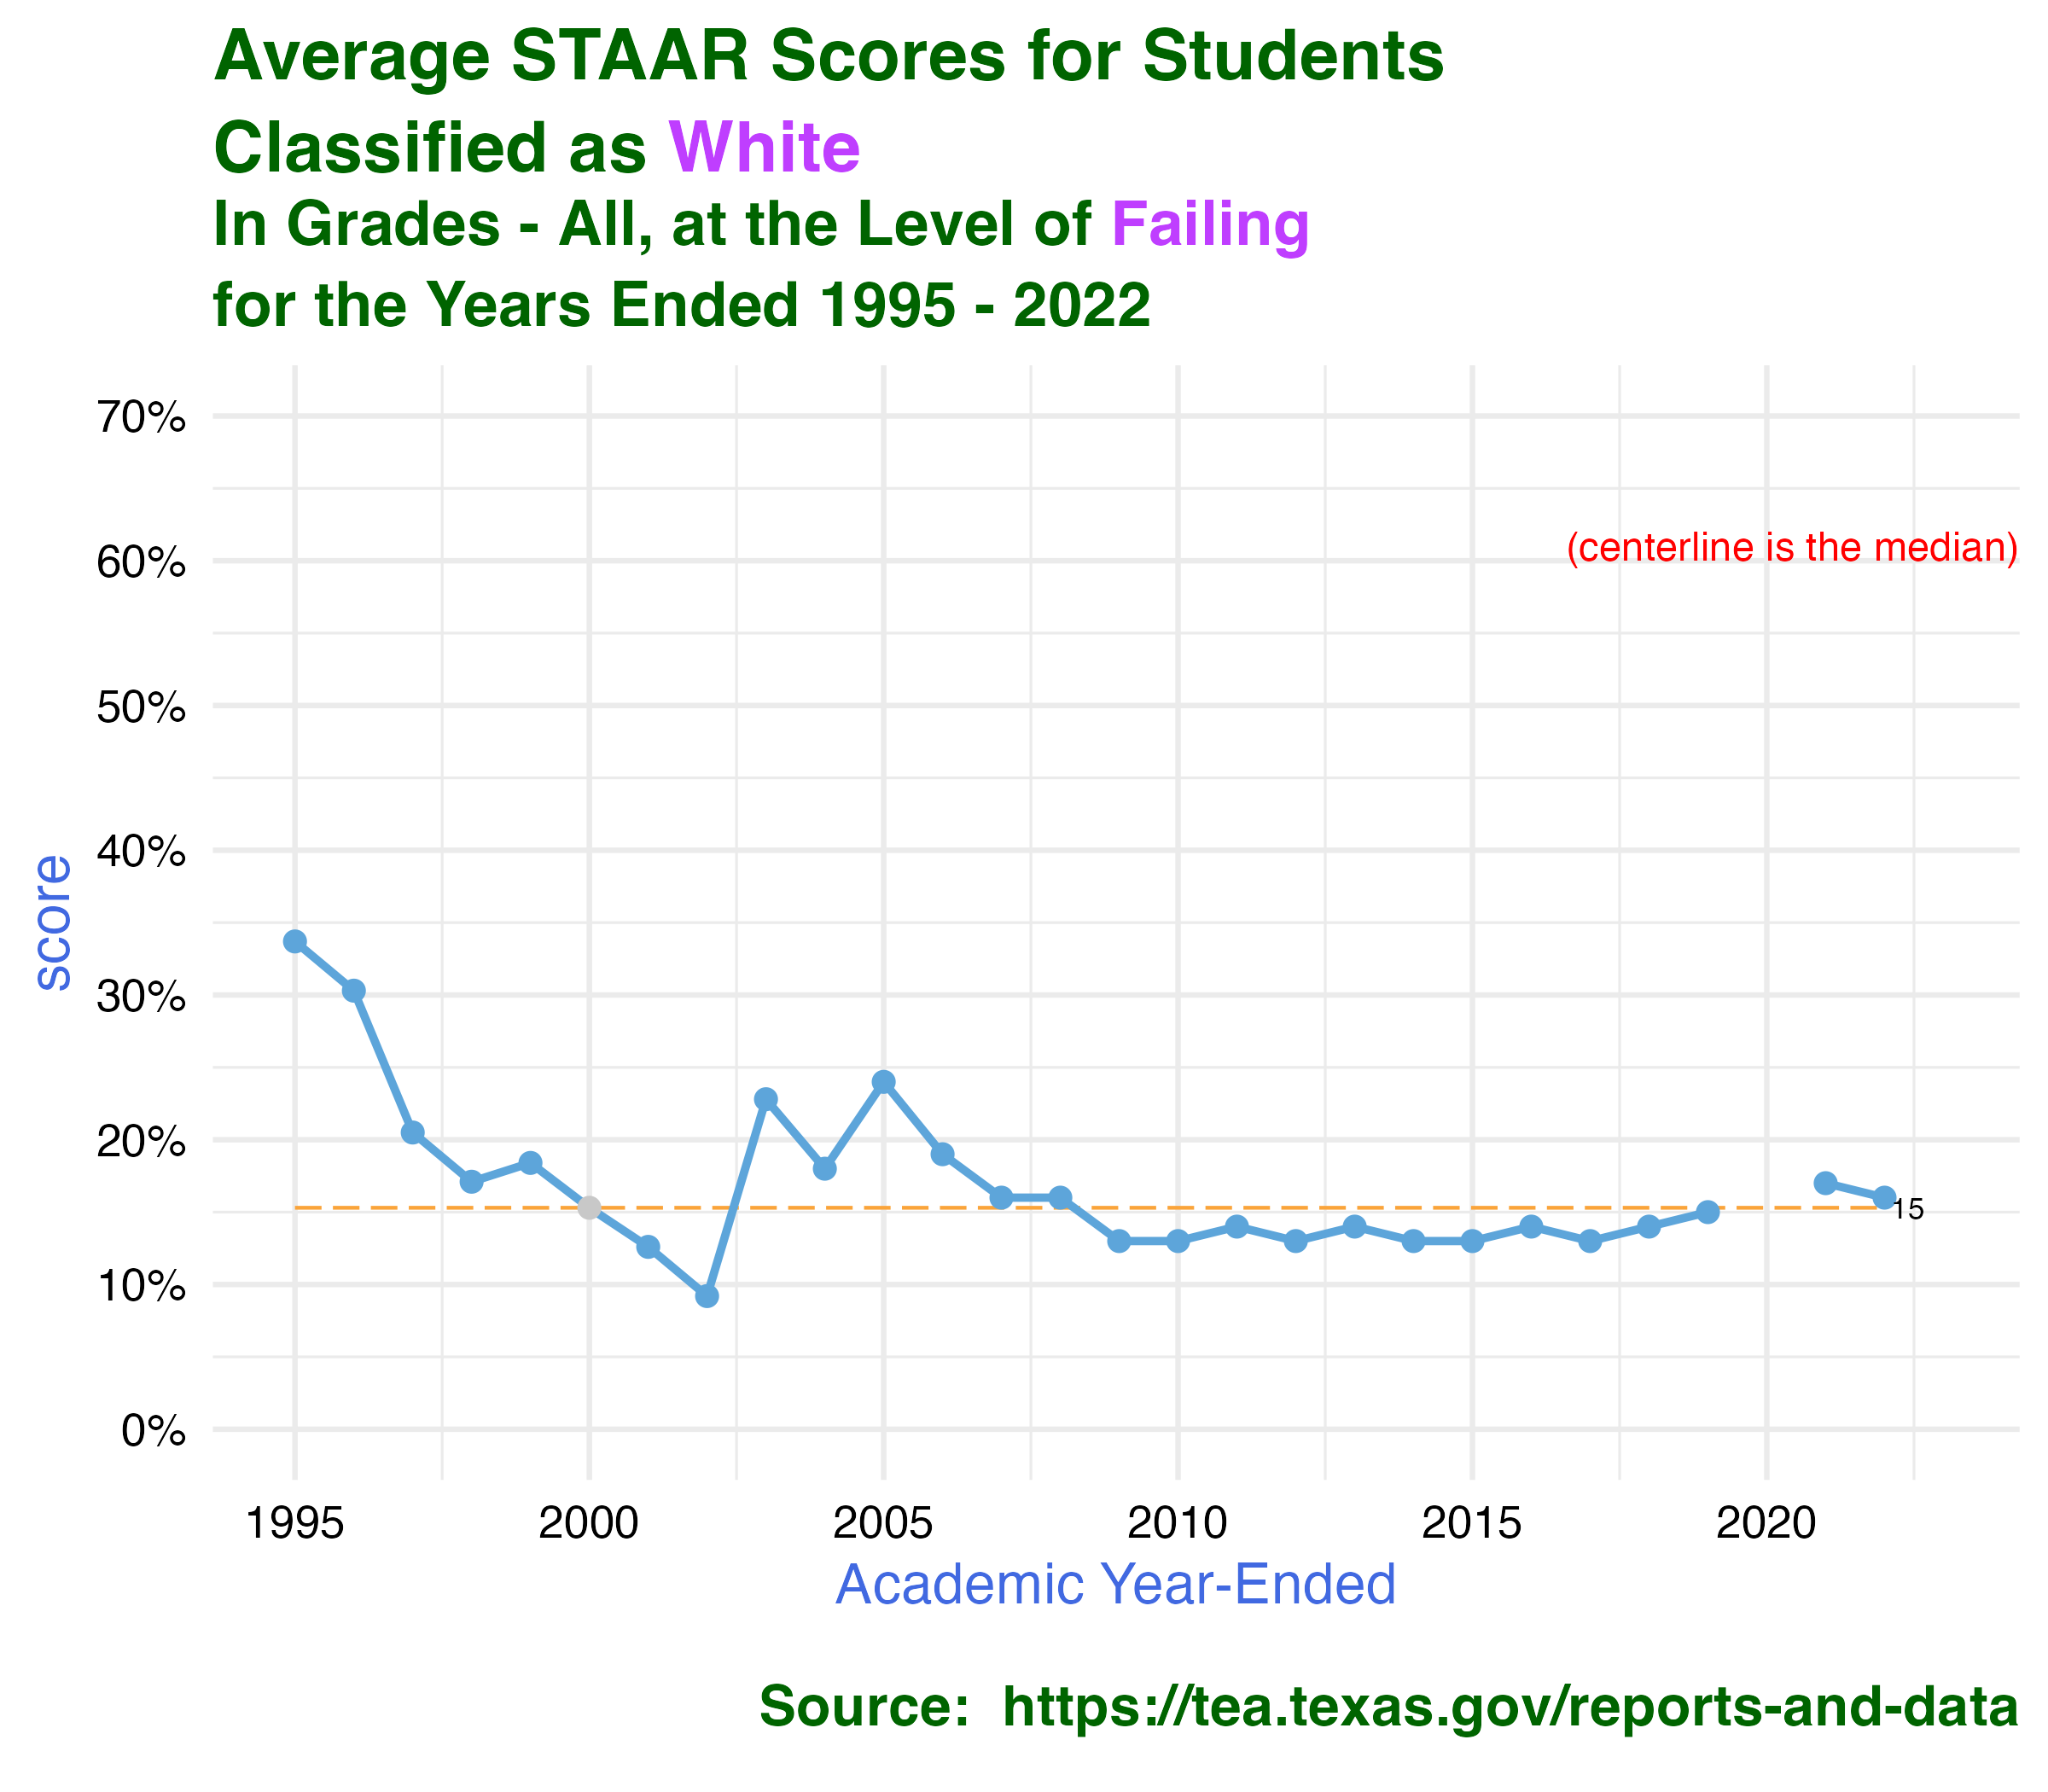 Average STAAR Scores for Students
Classified as White
In Grades - All, at the Level of Failing
for the Years Ended 1995 - 2022
70%
(centerline is the median)
60%
50%
40%
score
30%
20%
15
10%
0%
1995 2000 2005 2010 2015 2020
Academic Year-Ended
Source: https://tea.texas.gov/reports-and-data